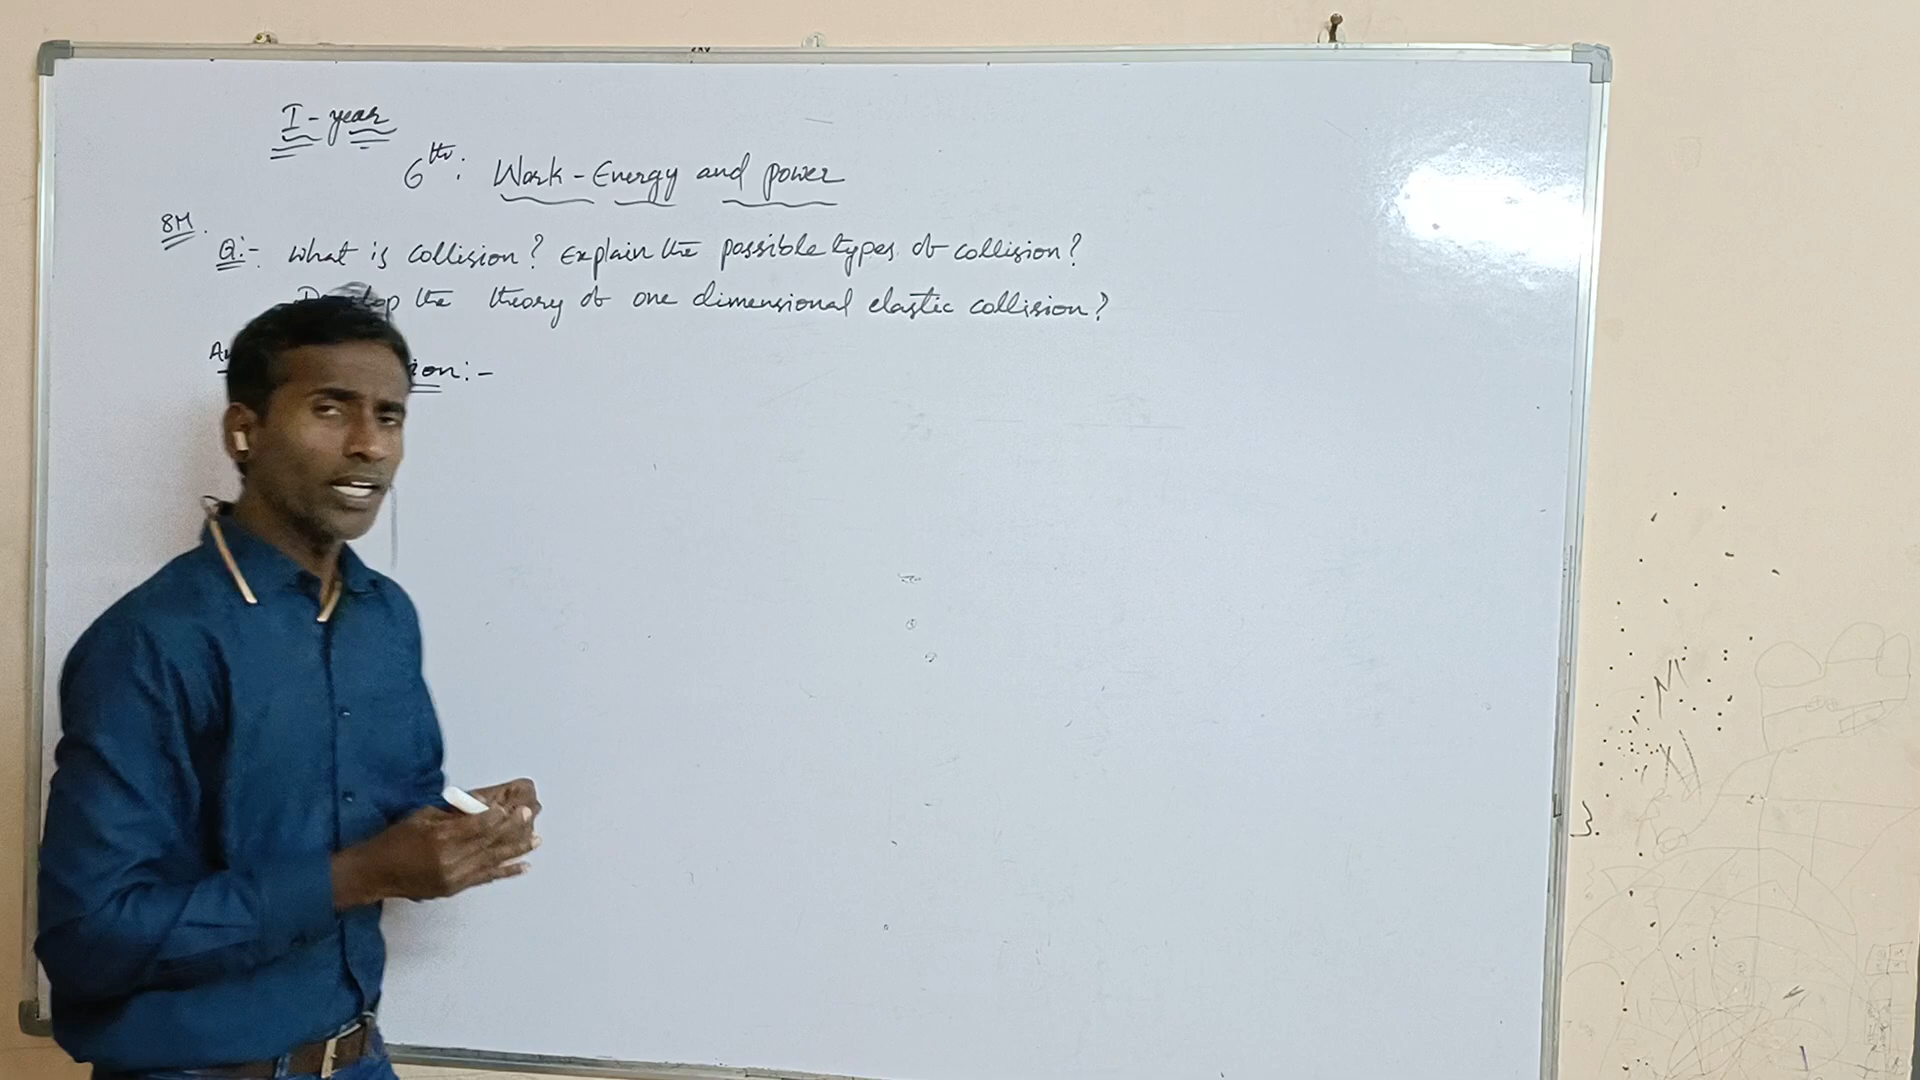 I - year
6th: Work - Energy and power
8M.
Q:- What is collision? Explain the possible types of collision?
the theory of one dimensional elastic collision?
:-